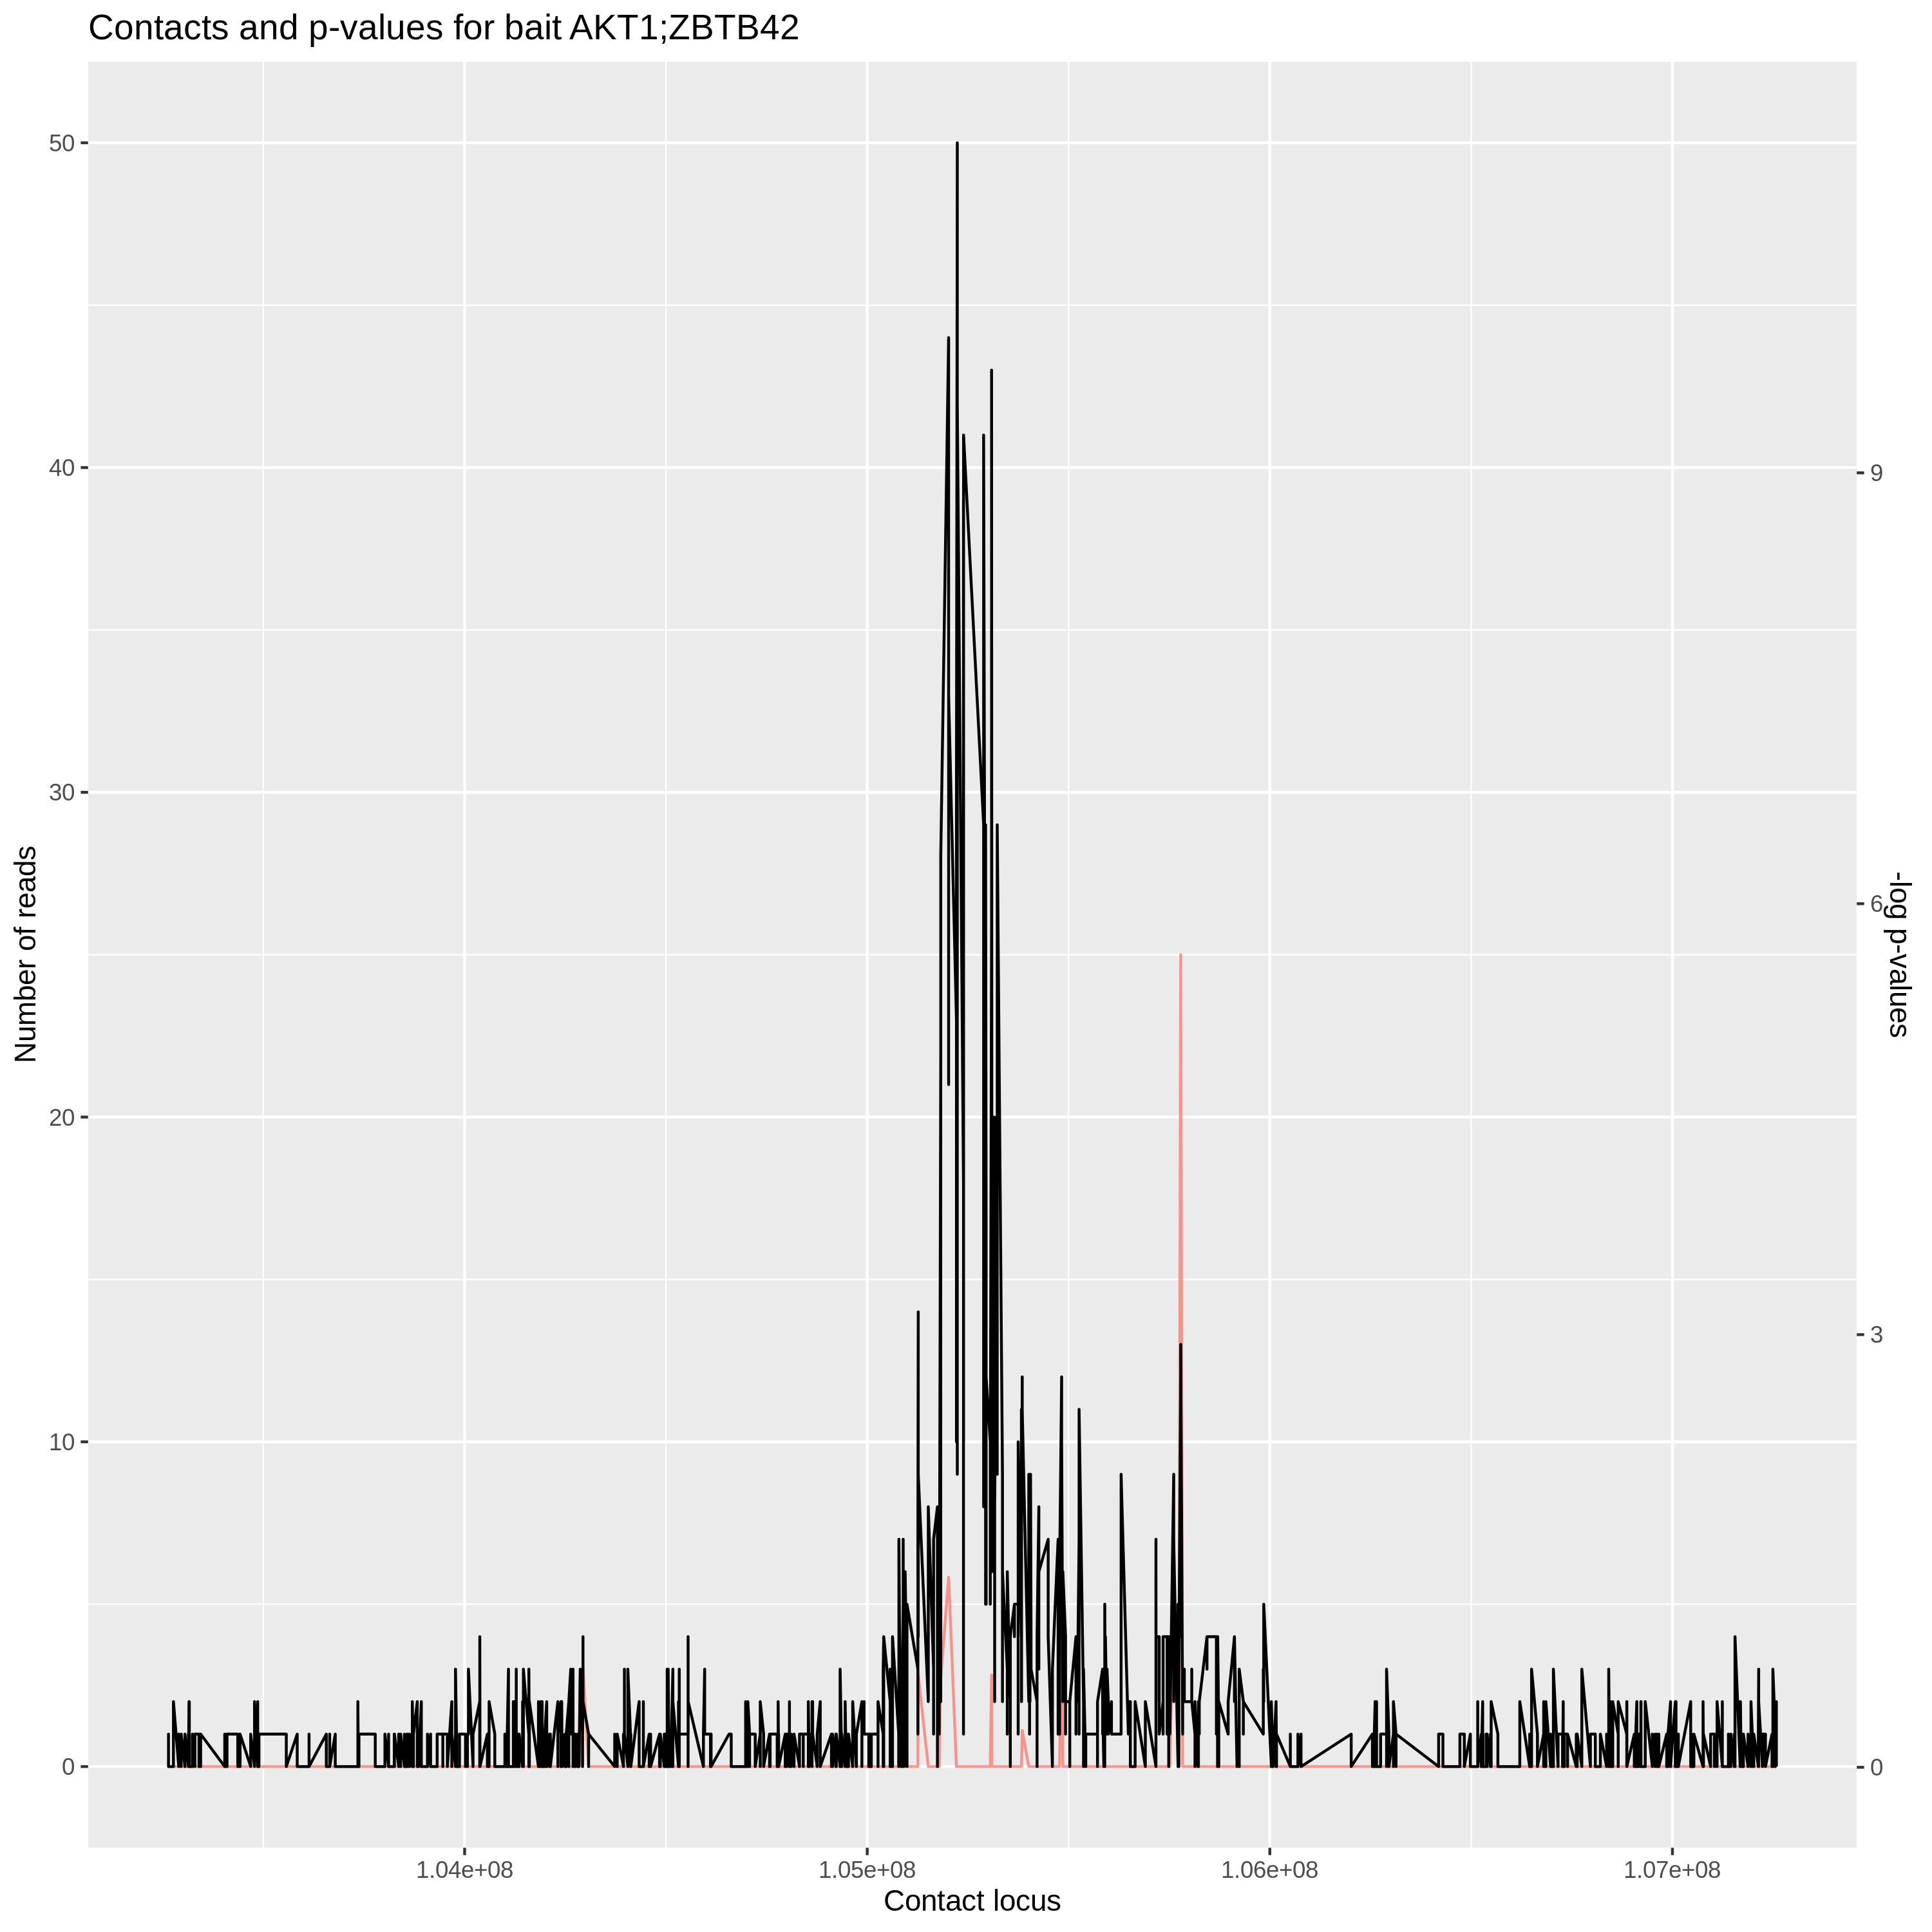 Contacts and p-values for bait AKT1;ZBTB42
50
40
30
20
10
0
Number of reads
9
6
3
0
-log p-values
1.04e+08
1.05e+08
1.06e+08
1.07e+08
Contact locus